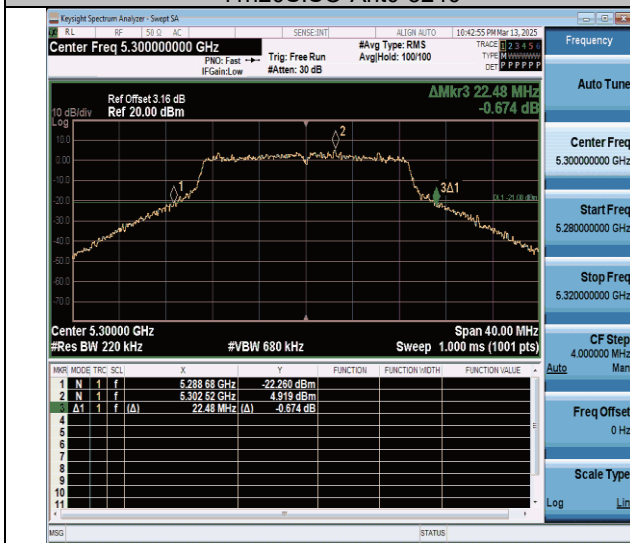 Keysight Spectrum Analyzer - Swept SA
RL RF 50 Ω AC SENSE:INT ALIGN AUTO 10:42:55 PM Mar 13, 2025
Center Freq 5.300000000 GHz
PNO: Fast
IFGain:Low
Trig: Free Run
#Atten: 30 dB
#Avg Type: RMS
Avg|Hold: 100/100
TRACE 1 2 3 4 5 6
TYPE M WWWWW
DET P P P P P P
Frequency
Auto Tune
Center Freq
5.300000000 GHz
Start Freq
5.280000000 GHz
Stop Freq
5.320000000 GHz
CF Step
4.000000 MHz
Auto Man
Freq Offset
0 Hz
Scale Type
Log Lin
Ref Offset 3.16 dB
10 dB/div Ref 20.00 dBm
Log
ΔMkr3 22.48 MHz
-0.674 dB
10.0
0.00
-10.0
-20.0
-30.0
-40.0
-50.0
-60.0
-70.0
1
2
3Δ1
DL1 -21.08 dBm
Center 5.30000 GHz Span 40.00 MHz
#Res BW 220 kHz #VBW 680 kHz Sweep 1.000 ms (1001 pts)
MKR MODE TRC SCL X Y FUNCTION FUNCTION WIDTH FUNCTION VALUE
1 N 1 f 5.288 68 GHz -22.260 dBm
2 N 1 f 5.302 52 GHz 4.919 dBm
3 Δ1 1 f (Δ) 22.48 MHz (Δ) -0.674 dB
4
5
6
7
8
9
10
11
MSG STATUS